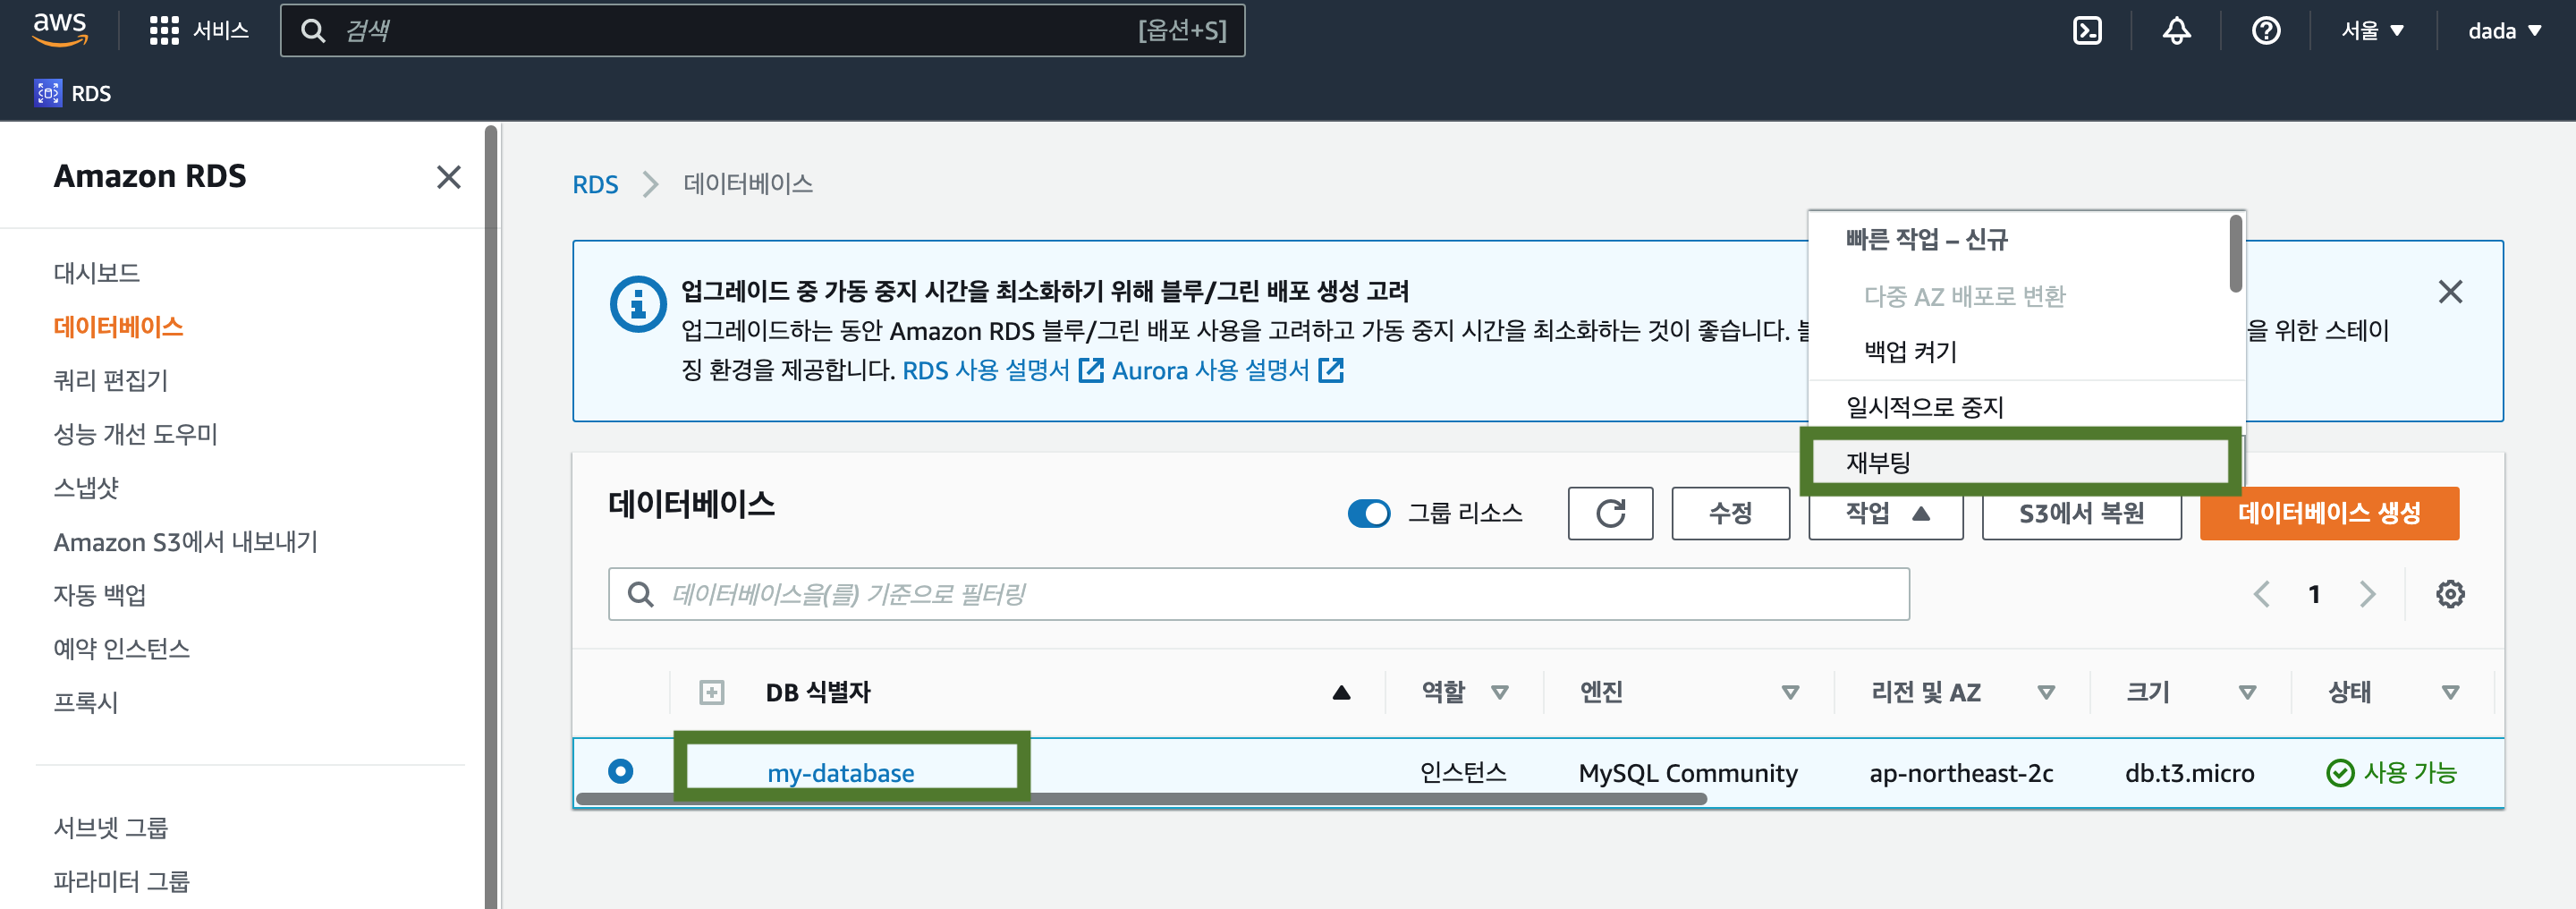 aws
서비스
검색
[옵션+S]
서울
dada
RDS
Amazon RDS
대시보드
데이터베이스
쿼리 편집기
성능 개선 도우미
스냅샷
Amazon S3에서 내보내기
자동 백업
예약 인스턴스
프록시
서브넷 그룹
파라미터 그룹
RDS
데이터베이스
업그레이드 중 가동 중지 시간을 최소화하기 위해 블루/그린 배포 생성 고려
업그레이드하는 동안 Amazon RDS 블루/그린 배포 사용을 고려하고 가동 중지 시간을 최소화하는 것이 좋습니다. 을 위한 스테이
징 환경을 제공합니다. RDS 사용 설명서 Aurora 사용 설명서
빠른 작업 – 신규
다중 AZ 배포로 변환
백업 켜기
일시적으로 중지
재부팅
데이터베이스
그룹 리소스
수정
작업
S3에서 복원
데이터베이스 생성
데이터베이스을(를) 기준으로 필터링
1
DB 식별자
역할
엔진
리전 및 AZ
크기
상태
my-database
인스턴스
MySQL Community
ap-northeast-2c
db.t3.micro
사용 가능